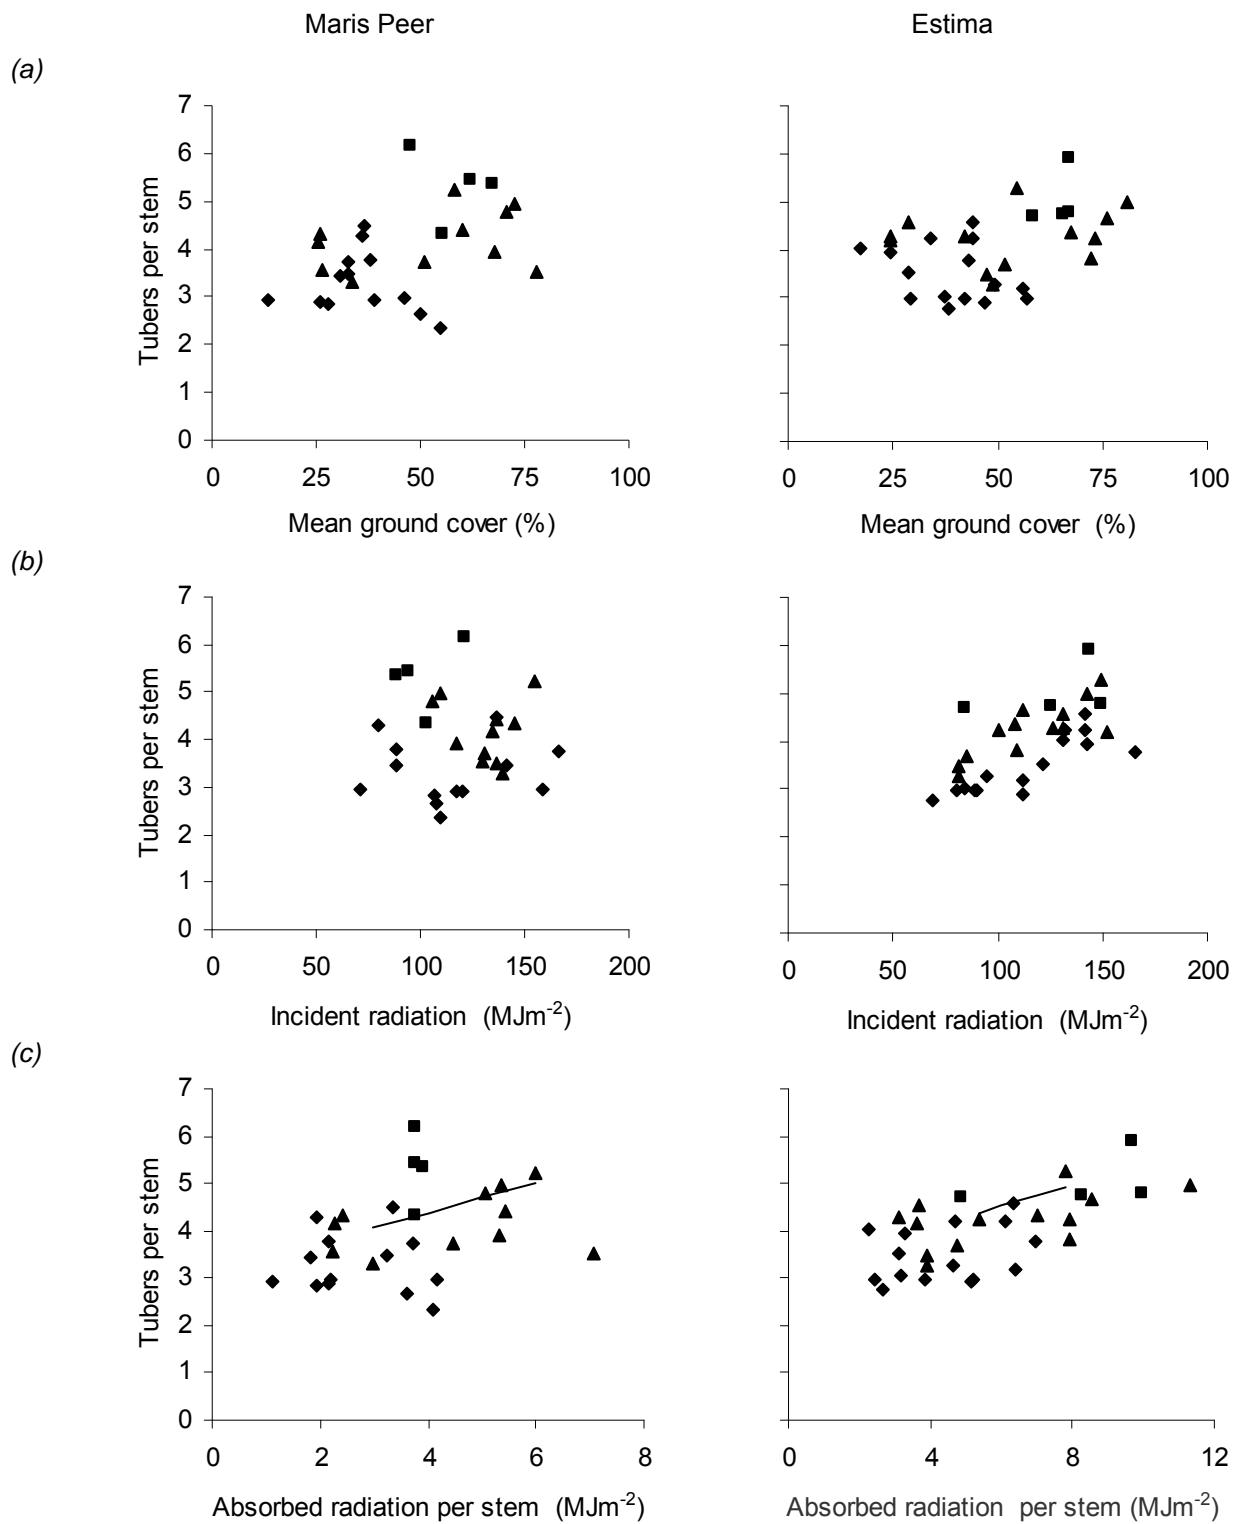 Maris Peer
Estima
(a)
7
6
5
4
3
2
1
0
Tubers per stem
0 25 50 75 100
Mean ground cover (%)
0 25 50 75 100
Mean ground cover (%)
(b)
7
6
5
4
3
2
1
0
Tubers per stem
0 50 100 150 200
Incident radiation (MJm-2)
0 50 100 150 200
Incident radiation (MJm-2)
(c)
7
6
5
4
3
2
1
0
Tubers per stem
0 2 4 6 8
Absorbed radiation per stem (MJm-2)
0 4 8 12
Absorbed radiation per stem (MJm-2)